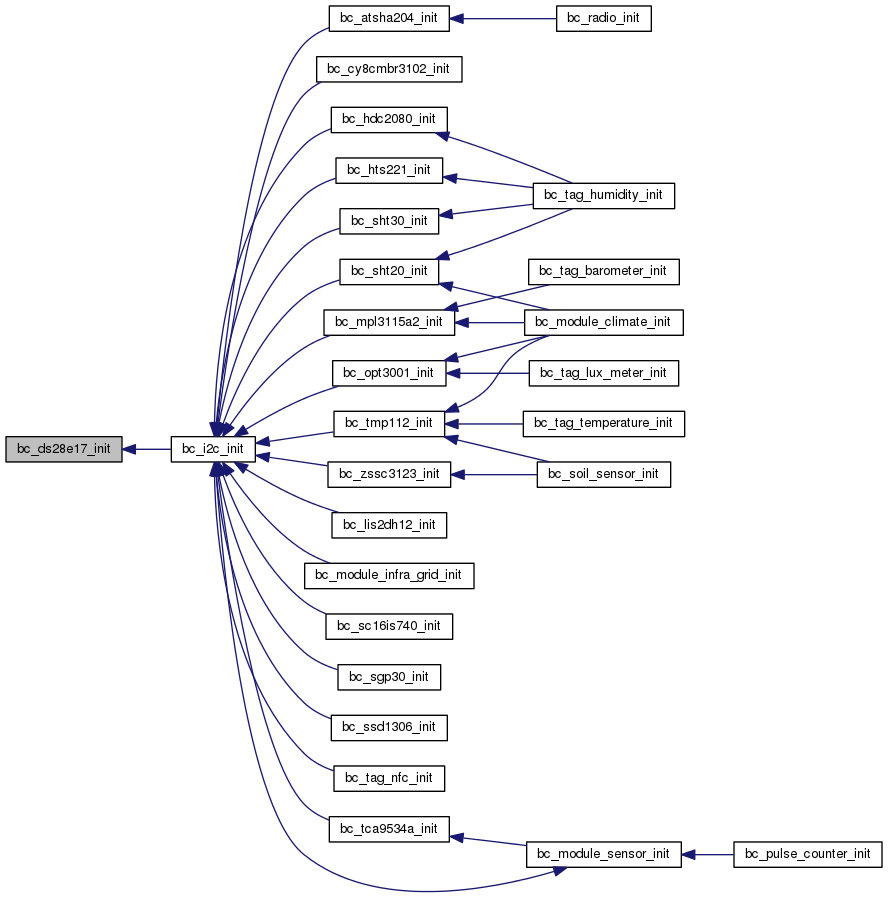 bc_atsha204_init
bc_radio_init
bc_cy8cmbr3102_init
bc_hdc2080_init
bc_hts221_init
bc_tag_humidity_init
bc_sht30_init
bc_sht20_init
bc_tag_barometer_init
bc_mpl3115a2_init
bc_module_climate_init
bc_opt3001_init
bc_tag_lux_meter_init
bc_tmp112_init
bc_tag_temperature_init
bc_ds28e17_init
bc_i2c_init
bc_zssc3123_init
bc_soil_sensor_init
bc_lis2dh12_init
bc_module_infra_grid_init
bc_sc16is740_init
bc_sgp30_init
bc_ssd1306_init
bc_tag_nfc_init
bc_tca9534a_init
bc_module_sensor_init
bc_pulse_counter_init